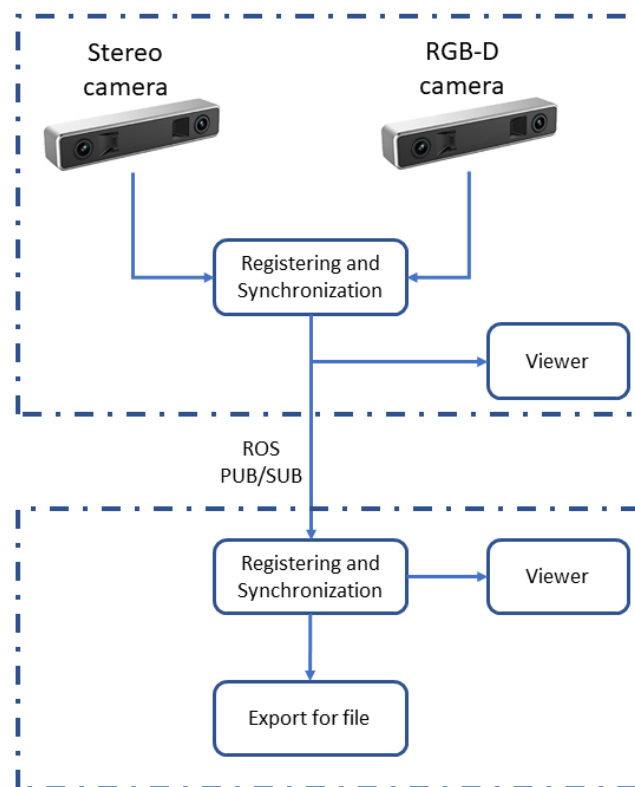 Stereo
camera
RGB-D
camera
Registering and
Synchronization
Viewer
ROS
PUB/SUB
Registering and
Synchronization
Viewer
Export for file